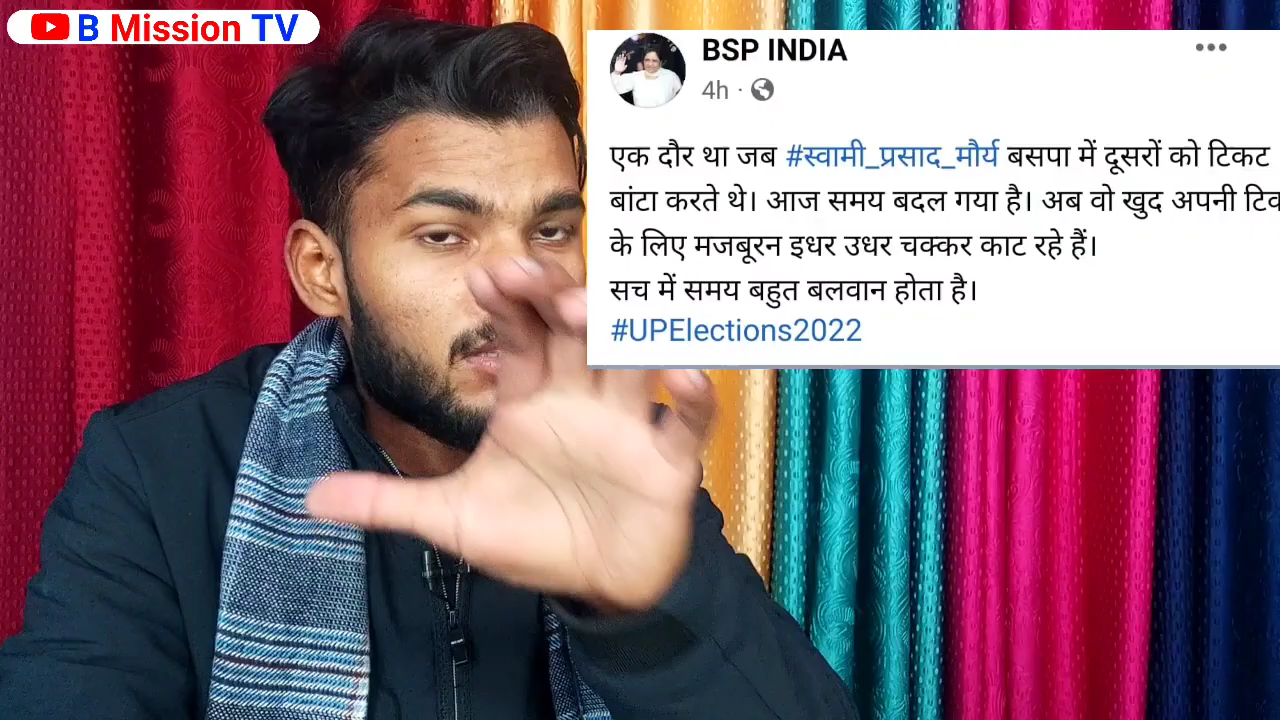 B Mission TV
BSP INDIA
4h ·
एक दौर था जब #स्वामी_प्रसाद_मौर्य बसपा में दूसरों को टिकट
बांटा करते थे। आज समय बदल गया है। अब वो खुद अपनी
के लिए मजबूरन इधर उधर चक्कर काट रहे हैं।
सच में समय बहुत बलवान होता है।
#UPElections2022